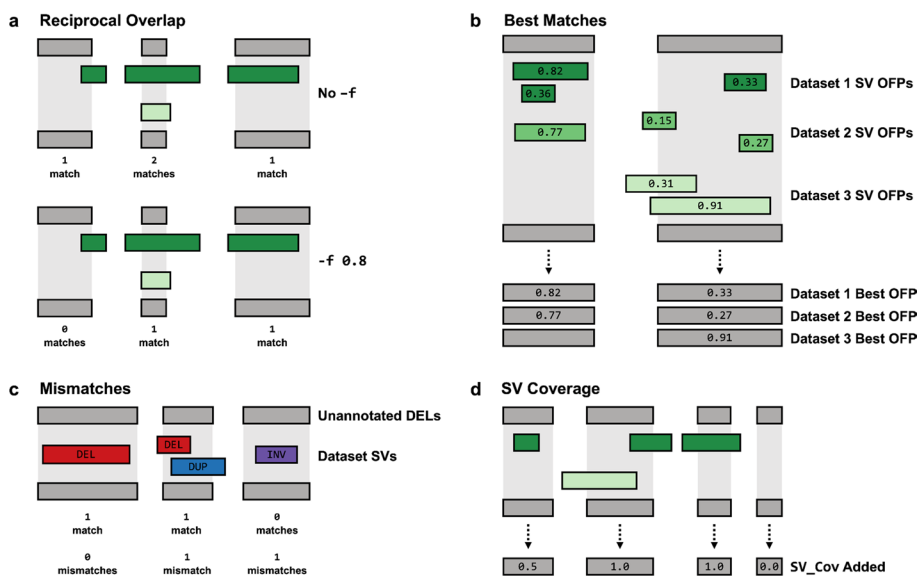 a Reciprocal Overlap
No -f
1 match
2 matches
1 match
-f 0.8
0 matches
1 match
1 match
b Best Matches
0.82
0.36
0.33
Dataset 1 SV OFPs
0.77
0.15
0.27
Dataset 2 SV OFPs
0.31
0.91
Dataset 3 SV OFPs
0.82 0.33 Dataset 1 Best OFP
0.77 0.27 Dataset 2 Best OFP
0.91 Dataset 3 Best OFP
c Mismatches
Unannotated DELs
DEL
DEL
DUP
INV
Dataset SVs
1 match
1 match
0 matches
0 mismatches
1 mismatch
1 mismatches
d SV Coverage
0.5 1.0 1.0 0.0 SV_Cov Added